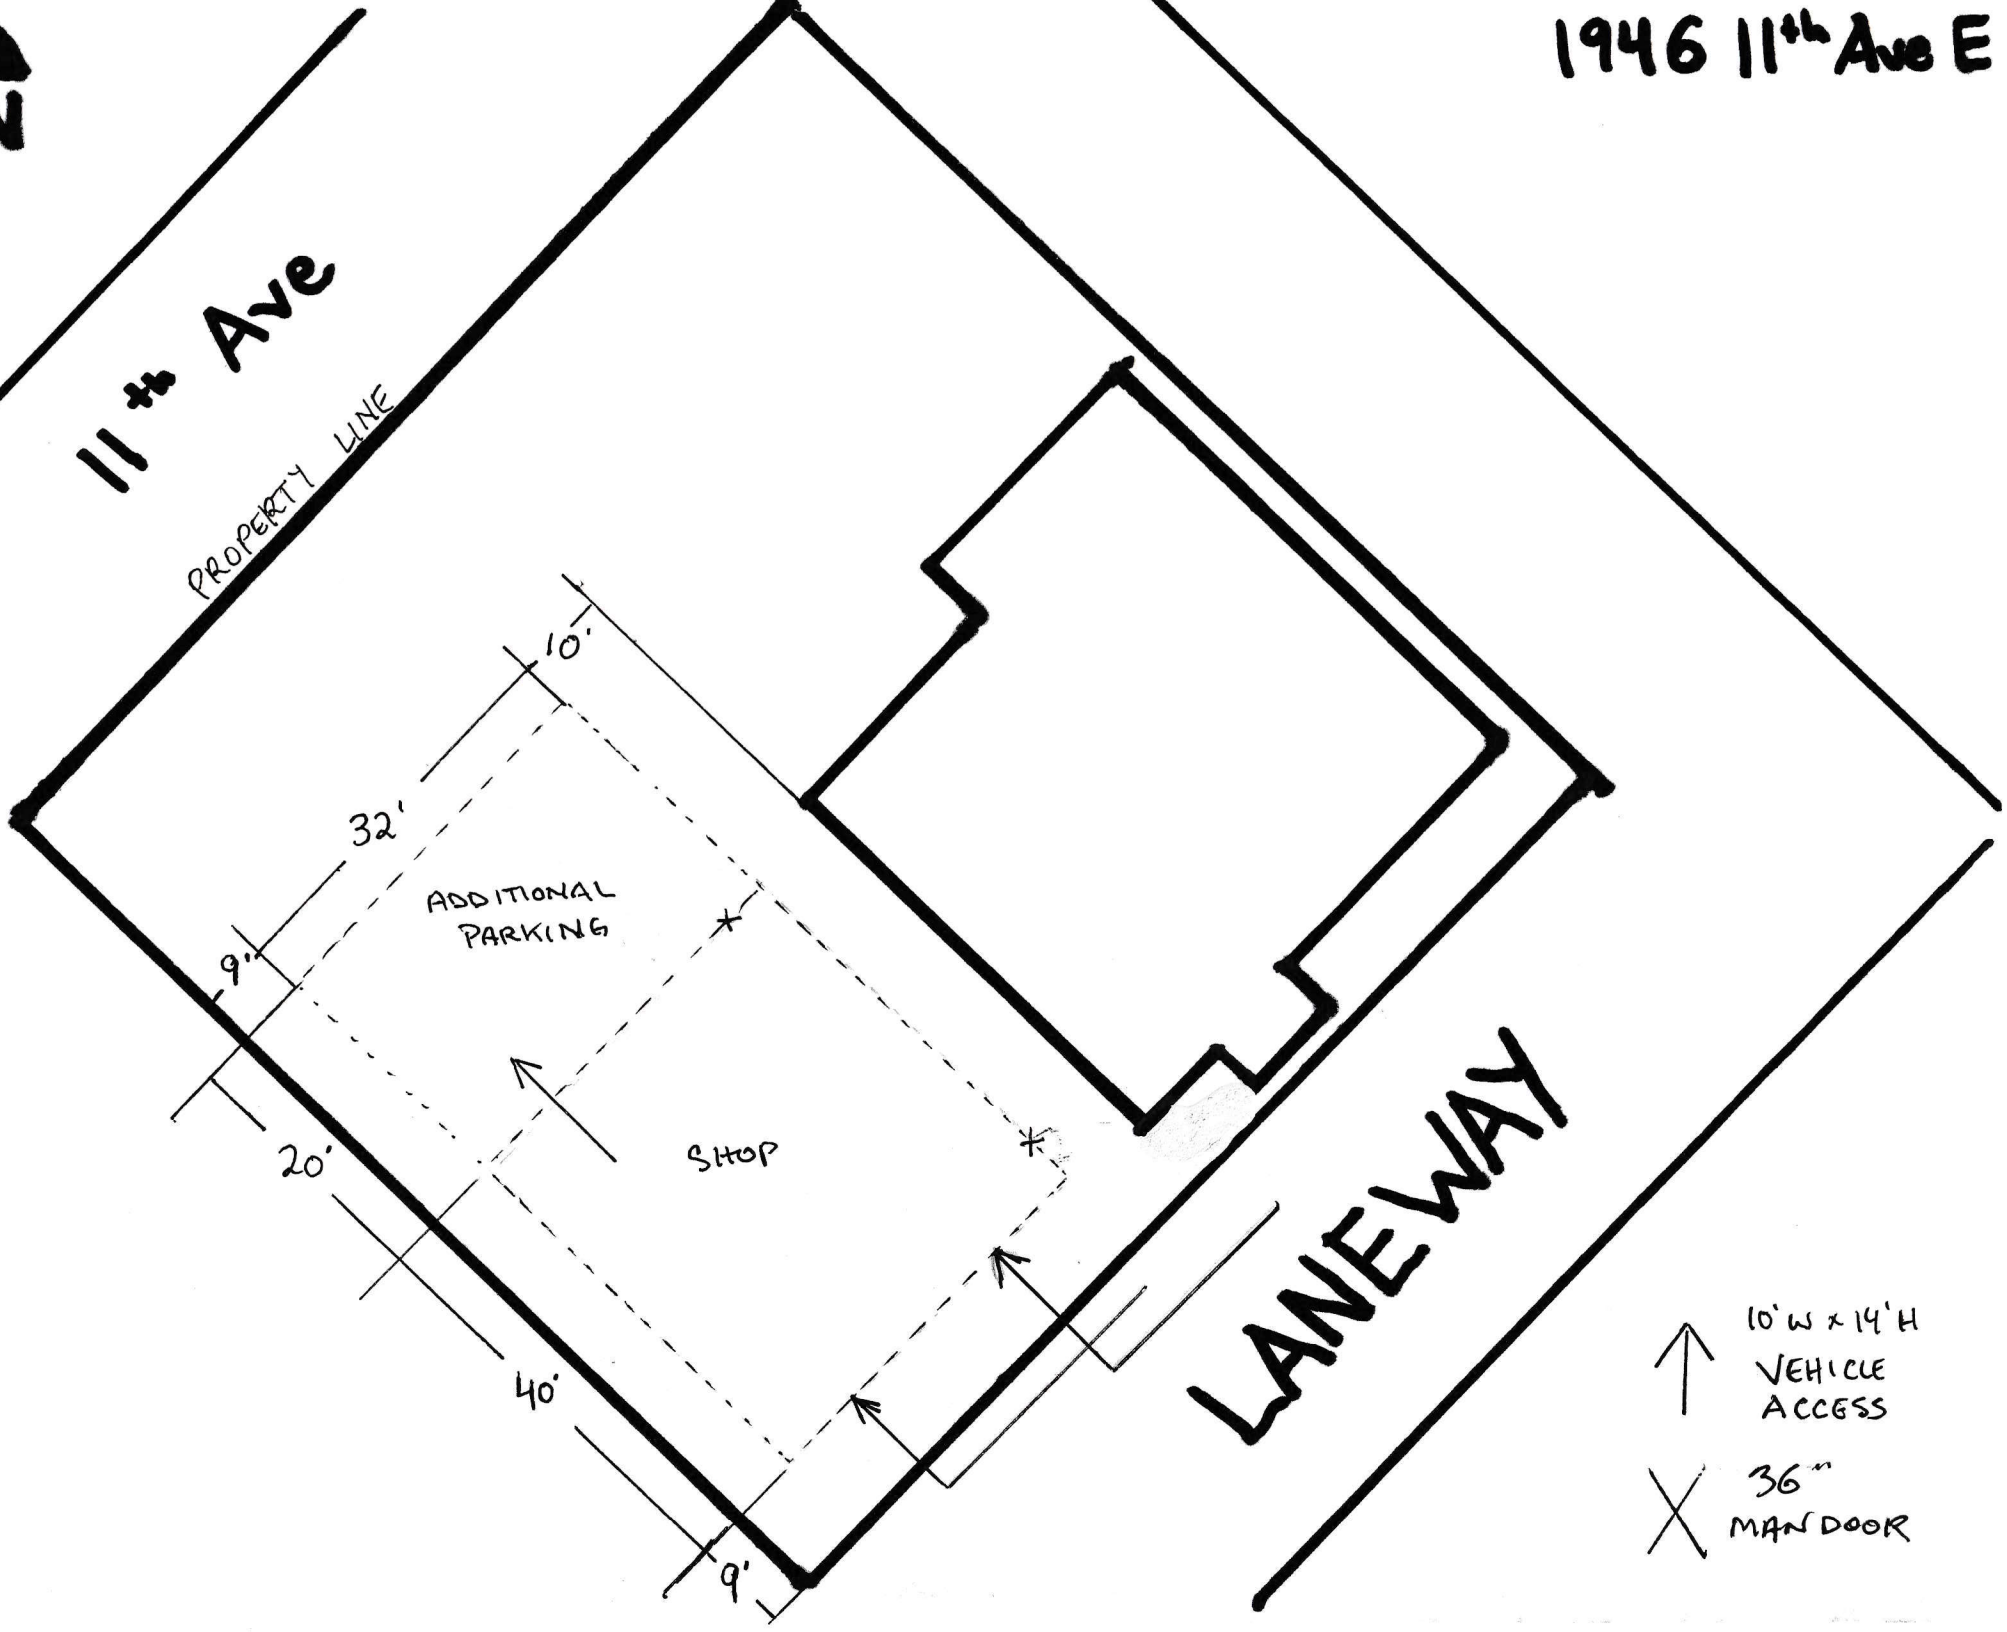 N
1946 11th Ave E
11th Ave
PROPERTY LINE
10'
32'
ADDITIONAL
PARKING
9'
20'
SHOP
40'
9'
LANEWAY
10'W x 14'H
VEHICLE
ACCESS
36"
MAN DOOR